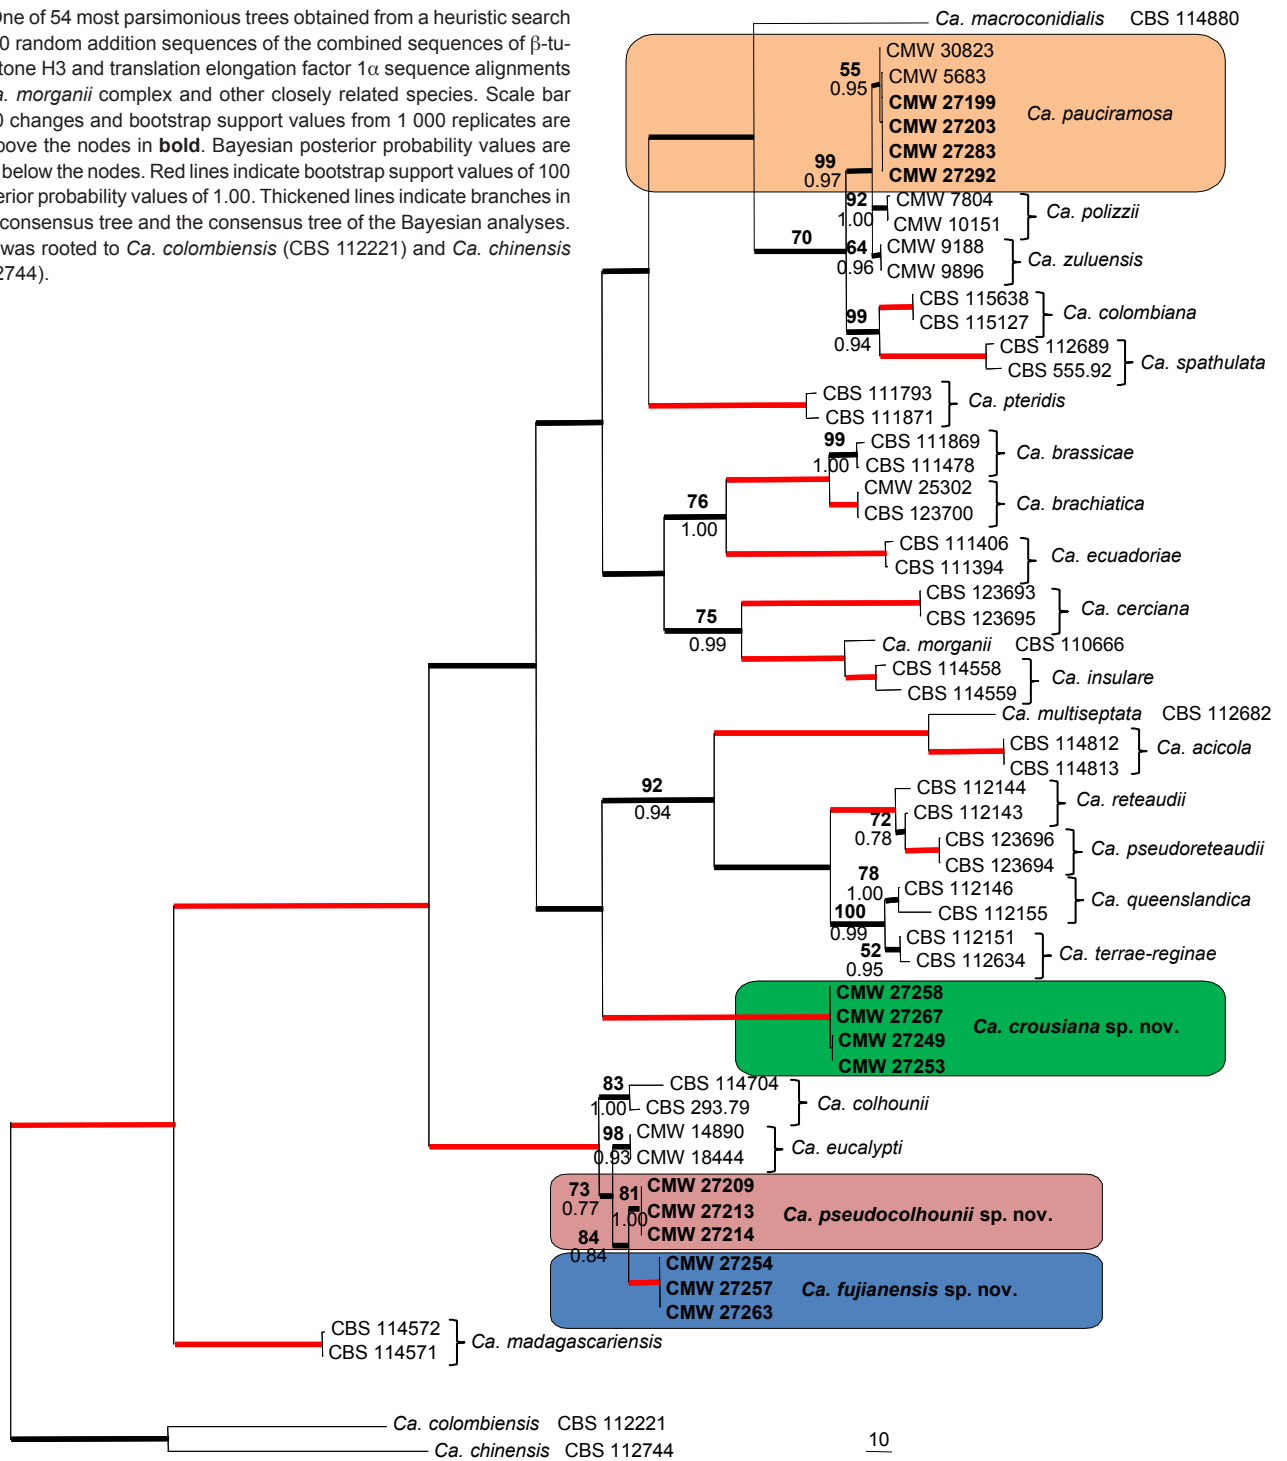 One of 54 most parsimonious trees obtained from a heuristic search
0 random addition sequences of the combined sequences of β-tu-
tone H3 and translation elongation factor 1α sequence alignments
a. morganii complex and other closely related species. Scale bar
0 changes and bootstrap support values from 1 000 replicates are
bove the nodes in bold. Bayesian posterior probability values are
below the nodes. Red lines indicate bootstrap support values of 100
erior probability values of 1.00. Thickened lines indicate branches in
consensus tree and the consensus tree of the Bayesian analyses.
was rooted to Ca. colombiensis (CBS 112221) and Ca. chinensis
2744).
Ca. macroconidialis CBS 114880
CMW 30823
55
0.95
CMW 5683
CMW 27199
Ca. pauciramosa
CMW 27203
CMW 27283
99
0.97
CMW 27292
92
1.00
CMW 7804
Ca. polizzii
CMW 10151
70
64
0.96
CMW 9188
Ca. zuluensis
CMW 9896
CBS 115638
Ca. colombiana
99
0.94
CBS 115127
CBS 112689
Ca. spathulata
CBS 555.92
CBS 111793
Ca. pteridis
CBS 111871
99
1.00
CBS 111869
Ca. brassicae
CBS 111478
CMW 25302
Ca. brachiatica
76
1.00
CBS 123700
CBS 111406
Ca. ecuadoriae
CBS 111394
CBS 123693
Ca. cerciana
75
0.99
CBS 123695
Ca. morganii CBS 110666
CBS 114558
Ca. insulare
CBS 114559
Ca. multiseptata CBS 112682
CBS 114812
Ca. acicola
CBS 114813
92
0.94
CBS 112144
Ca. reteaudii
CBS 112143
72
0.78
CBS 123696
Ca. pseudoreteaudii
CBS 123694
78
1.00
CBS 112146
Ca. queenslandica
CBS 112155
100
0.99
CBS 112151
52
0.95
Ca. terrae-reginae
CBS 112634
CMW 27258
CMW 27267
Ca. crousiana sp. nov.
CMW 27249
CMW 27253
83
1.00
CBS 114704
Ca. colhounii
CBS 293.79
98
0.93
CMW 14890
Ca. eucalypti
CMW 18444
73
0.77
81
1.00
CMW 27209
CMW 27213
Ca. pseudocolhounii sp. nov.
CMW 27214
84
0.84
CMW 27254
CMW 27257
Ca. fujianensis sp. nov.
CMW 27263
CBS 114572
Ca. madagascariensis
CBS 114571
Ca. colombiensis CBS 112221
Ca. chinensis CBS 112744
10